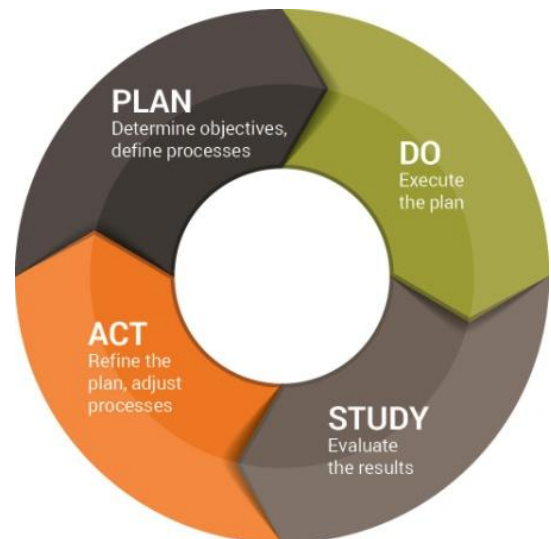 PLAN
Determine objectives,
define processes
DO
Execute
the plan
STUDY
Evaluate
the results
ACT
Refine the
plan, adjust
processes